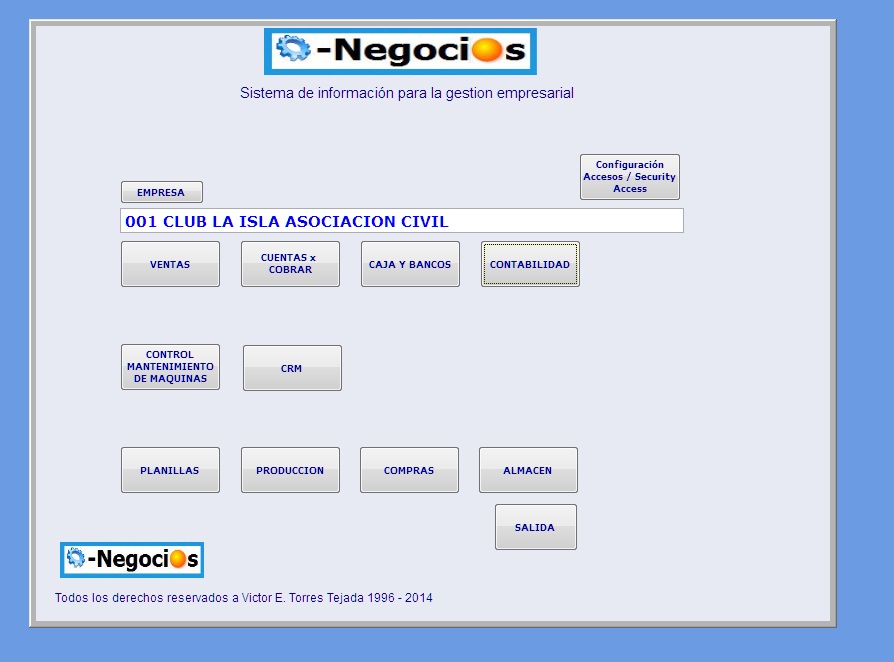 e-Negocios
Sistema de información para la gestion empresarial
Configuración
Accesos / Security
Access
EMPRESA
001 CLUB LA ISLA ASOCIACION CIVIL
VENTAS
CUENTAS x
COBRAR
CAJA Y BANCOS
CONTABILIDAD
CONTROL
MANTENIMIENTO
DE MAQUINAS
CRM
PLANILLAS
PRODUCCION
COMPRAS
ALMACEN
SALIDA
e-Negocios
Todos los derechos reservados a Victor E. Torres Tejada 1996 - 2014